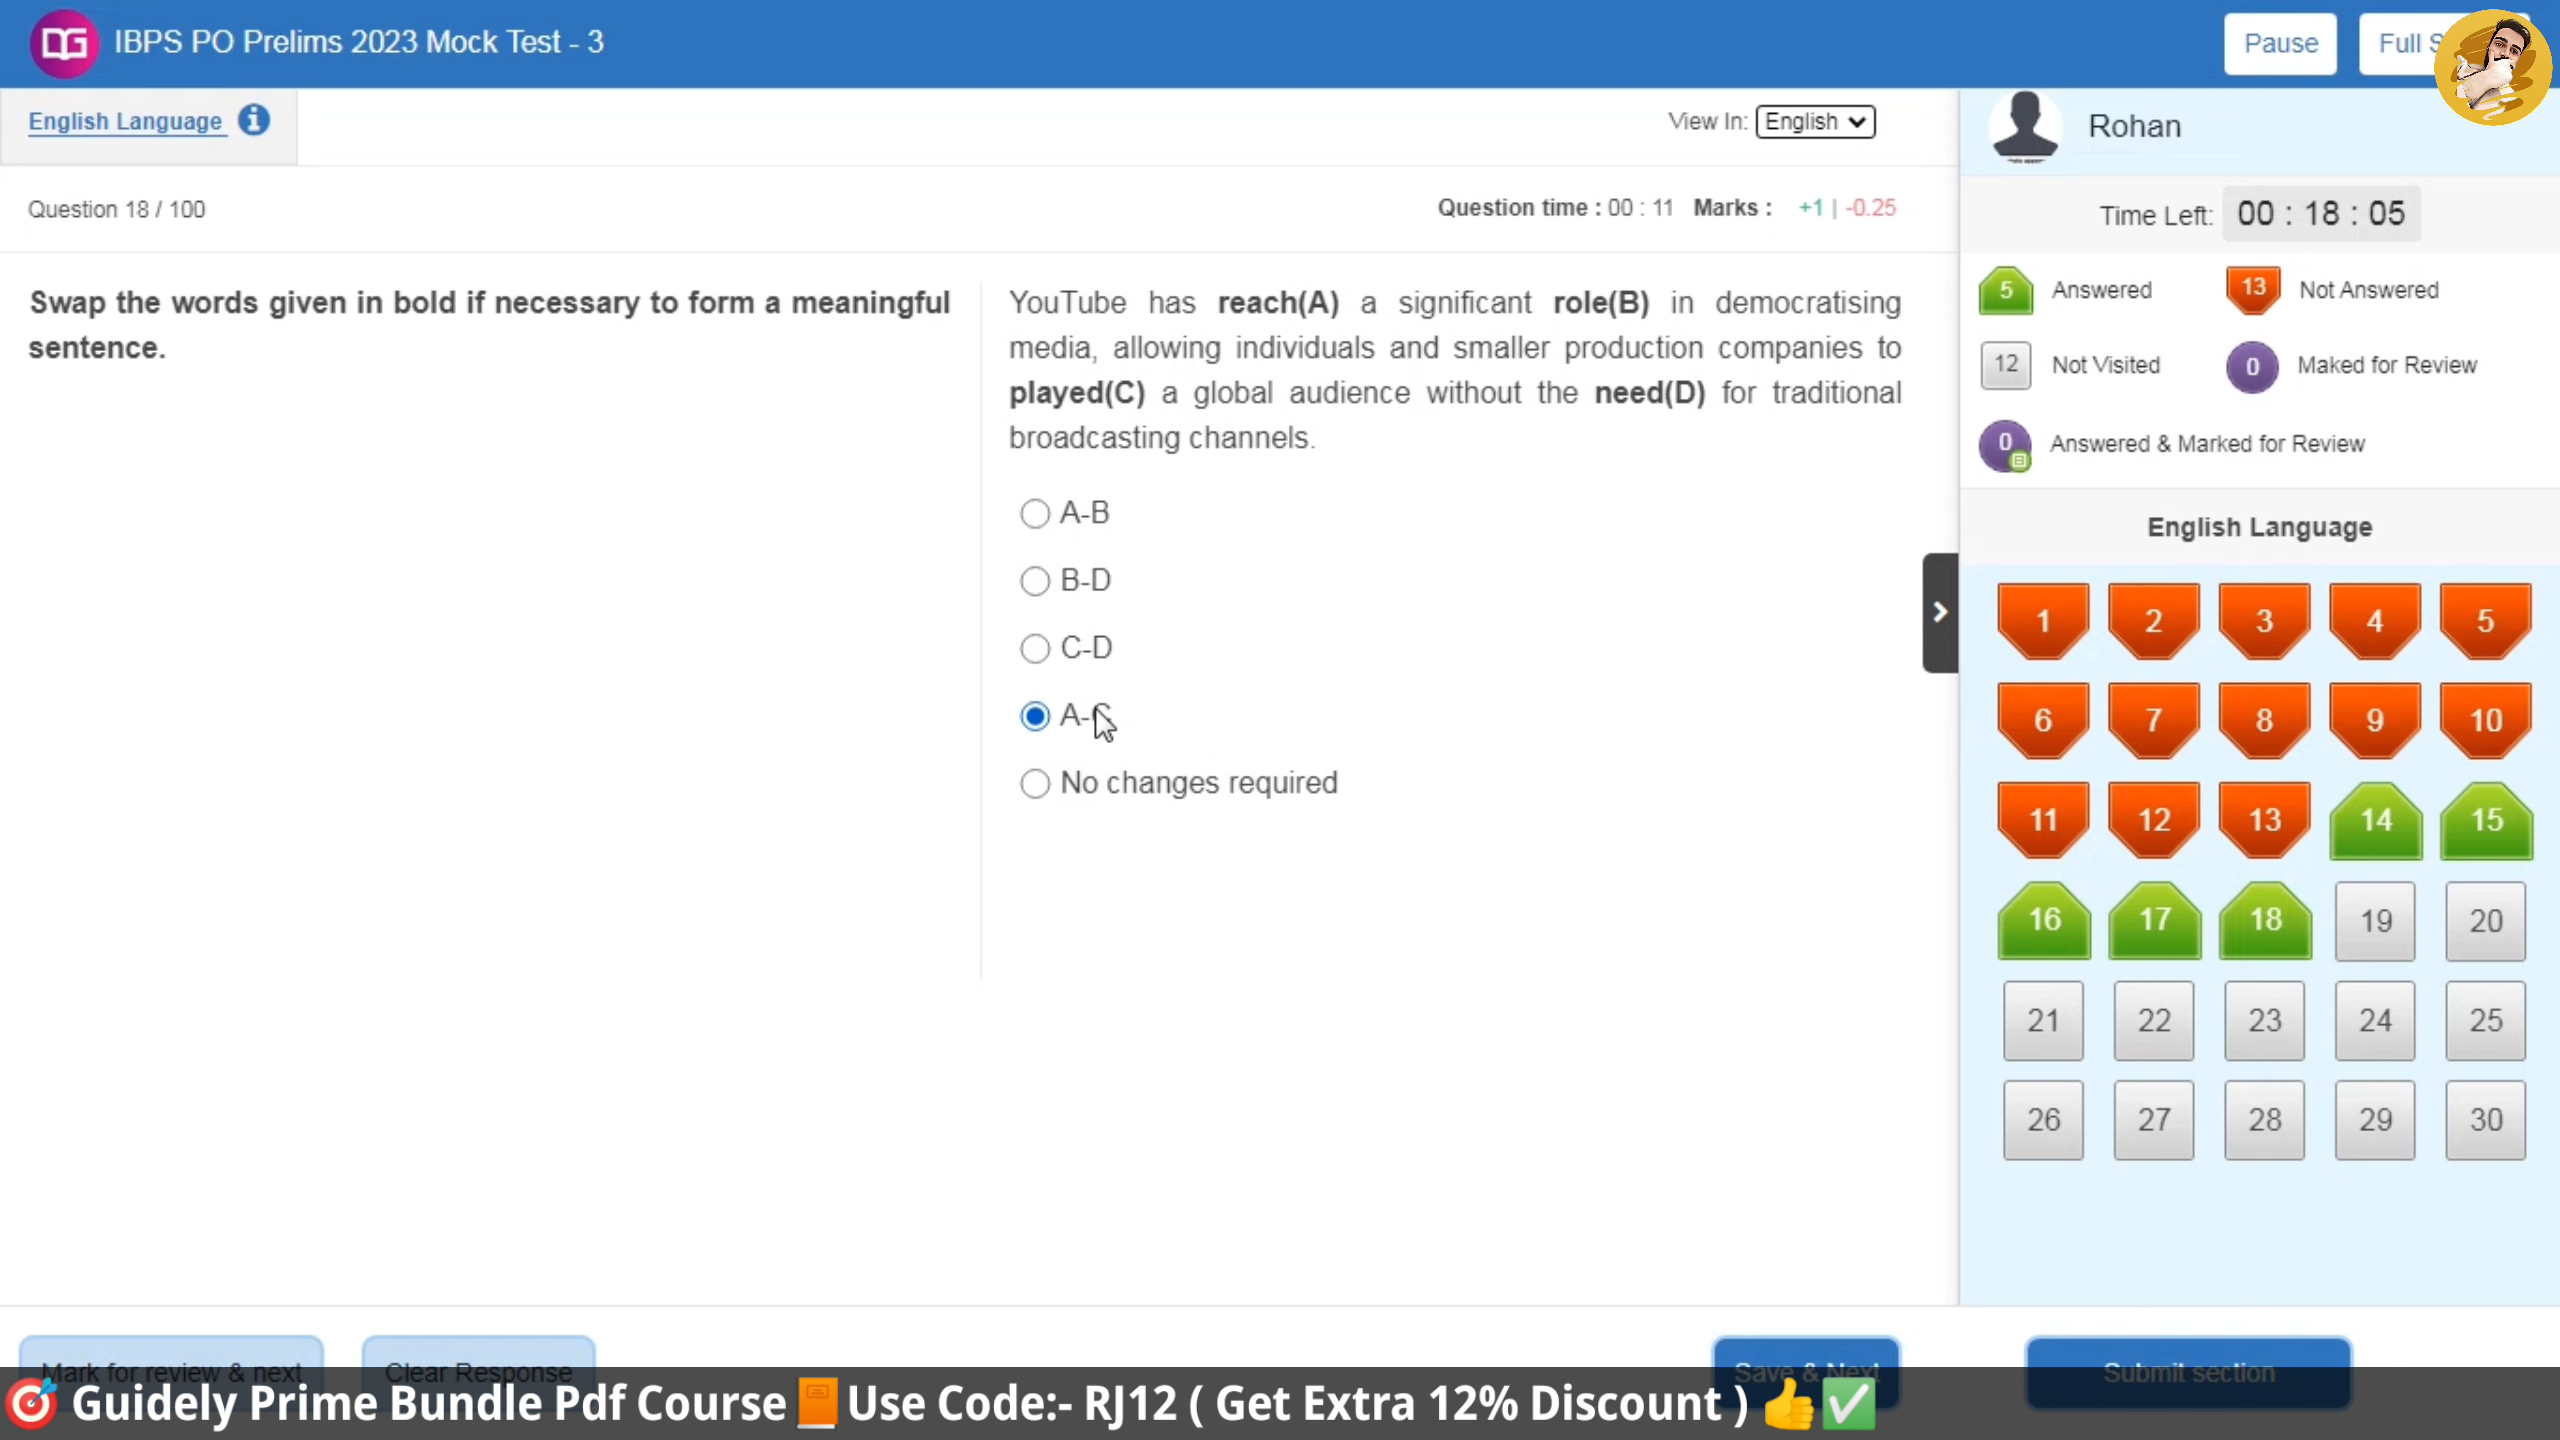 DG IBPS PO Prelims 2023 Mock Test - 3
Pause
Full S
English Language
View In: English
Rohan
Question 18 / 100
Question time : 00 : 11 Marks : +1 | -0.25
Time Left: 00 : 18 : 05
5 Answered
13 Not Answered
12 Not Visited
0 Maked for Review
0 Answered & Marked for Review
Swap the words given in bold if necessary to form a meaningful
sentence.
YouTube has reach(A) a significant role(B) in democratising
media, allowing individuals and smaller production companies to
played(C) a global audience without the need(D) for traditional
broadcasting channels.
A-B
B-D
C-D
A-C
No changes required
English Language
1 2 3 4 5
6 7 8 9 10
11 12 13 14 15
16 17 18 19 20
21 22 23 24 25
26 27 28 29 30
Mark for review & next
Clear Response
Save & Next
Submit section
Guidely Prime Bundle Pdf Course Use Code:- RJ12 ( Get Extra 12% Discount )